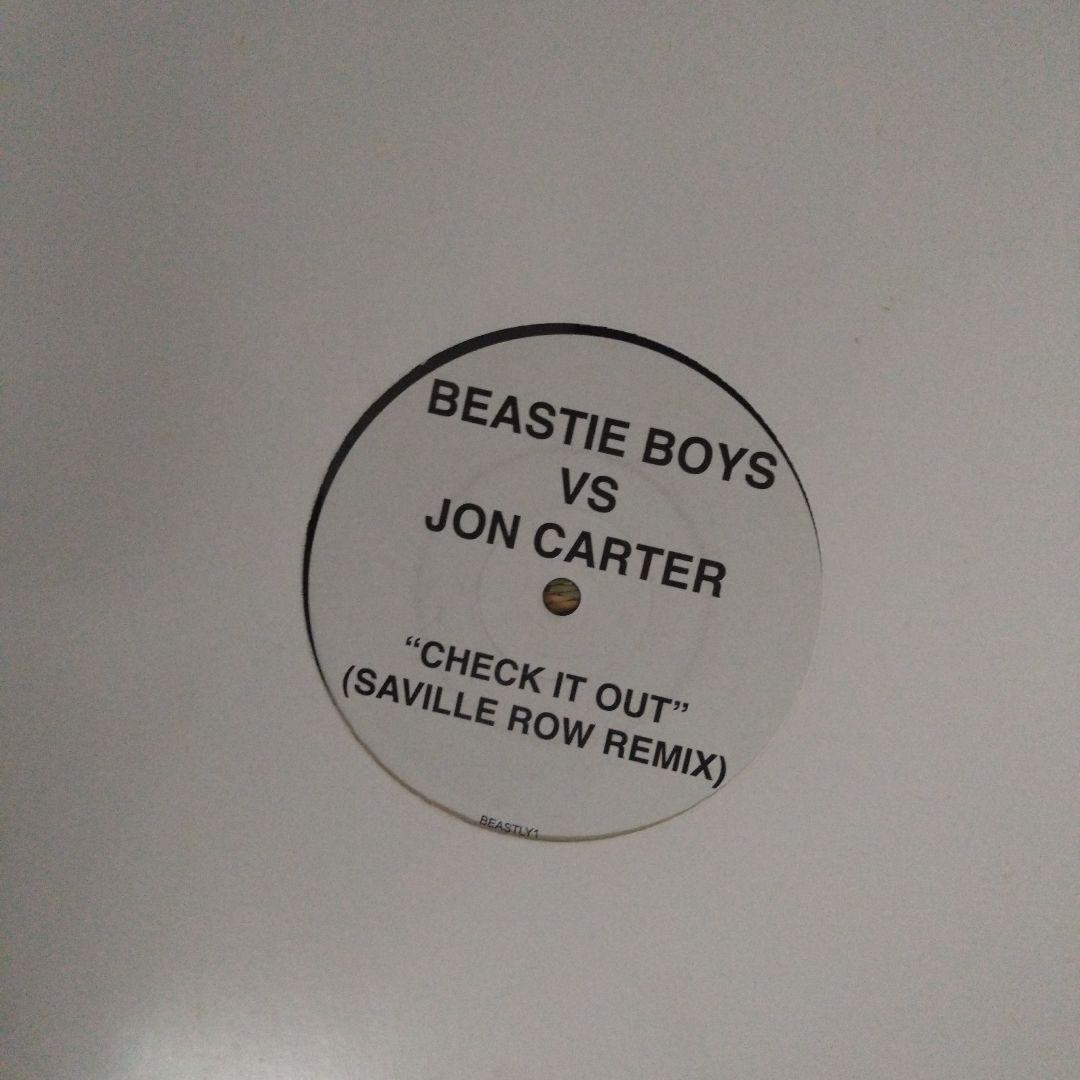 BEASTIE BOYS
VS
JON CARTER
“CHECK IT OUT”
(SAVILLE ROW REMIX)
BEASTLY1